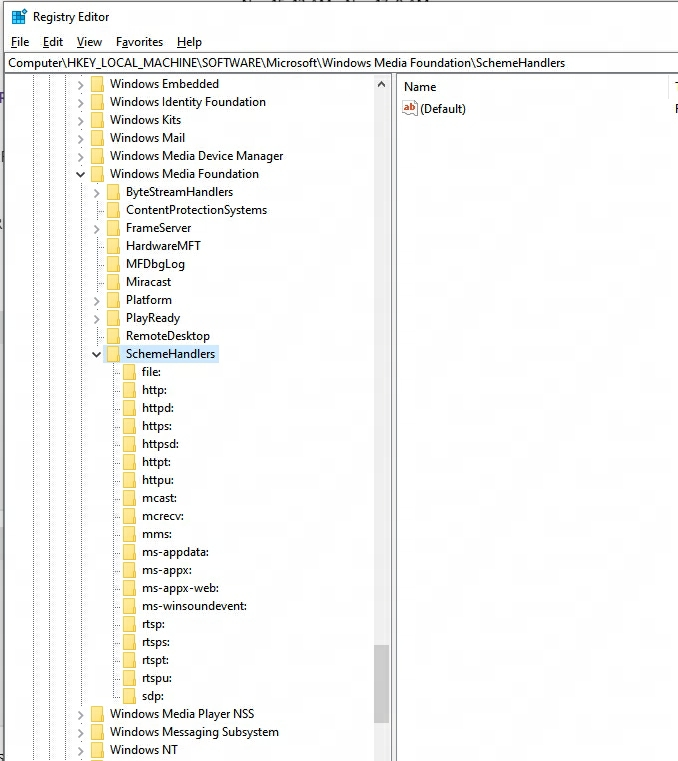 Registry Editor
File Edit View Favorites Help
Computer\HKEY_LOCAL_MACHINE\SOFTWARE\Microsoft\Windows Media Foundation\SchemeHandlers
Windows Embedded
Windows Identity Foundation
Windows Kits
Windows Mail
Windows Media Device Manager
Windows Media Foundation
ByteStreamHandlers
ContentProtectionSystems
FrameServer
HardwareMFT
MFDbgLog
Miracast
Platform
PlayReady
RemoteDesktop
SchemeHandlers
file:
http:
httpd:
https:
httpsd:
httpt:
httpu:
mcast:
mcrecv:
mms:
ms-appdata:
ms-appx:
ms-appx-web:
ms-winsoundevent:
rtsp:
rtsps:
rtspt:
rtspu:
sdp:
Windows Media Player NSS
Windows Messaging Subsystem
Windows NT
Name
ab (Default)